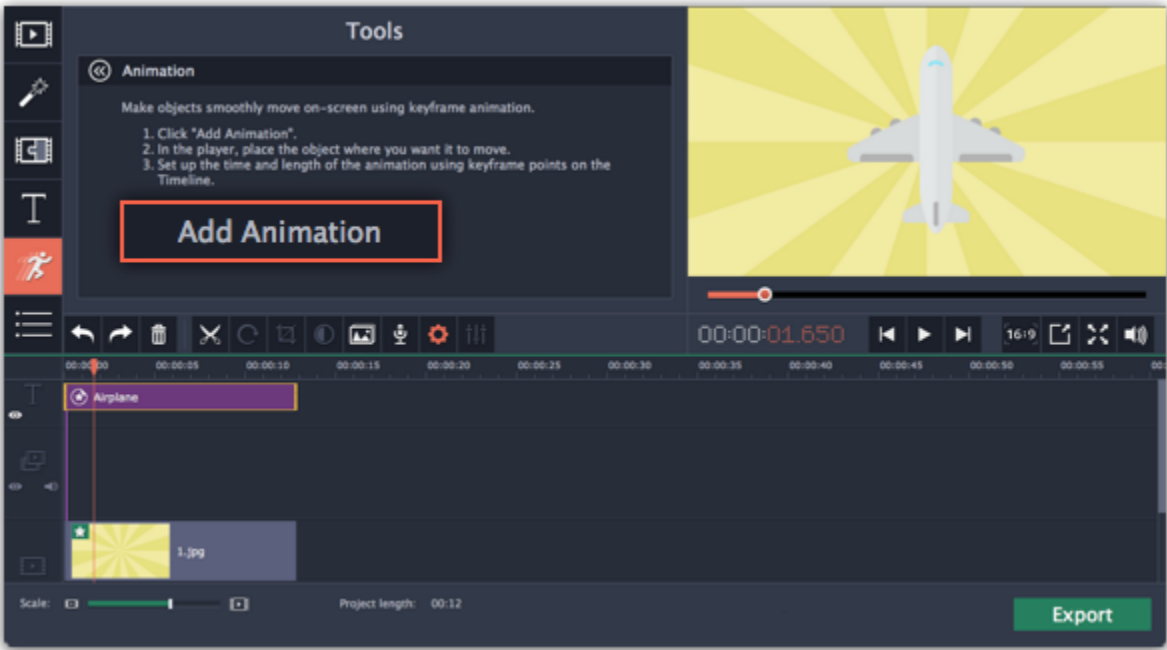 Tools
Animation
Make objects smoothly move on-screen using keyframe animation.
1. Click "Add Animation".
2. In the player, place the object where you want it to move.
3. Set up the time and length of the animation using keyframe points on the
Timeline.
T
Add Animation
00:00:01.650
16:9
00:00:00 00:00:05 00:00:10 00:00:15 00:00:20 00:00:25 00:00:30 00:00:35 00:00:40 00:00:45 00:00:50 00:00:55 00:
T
Airplane
1.jpg
Scale:
Project length: 00:12
Export